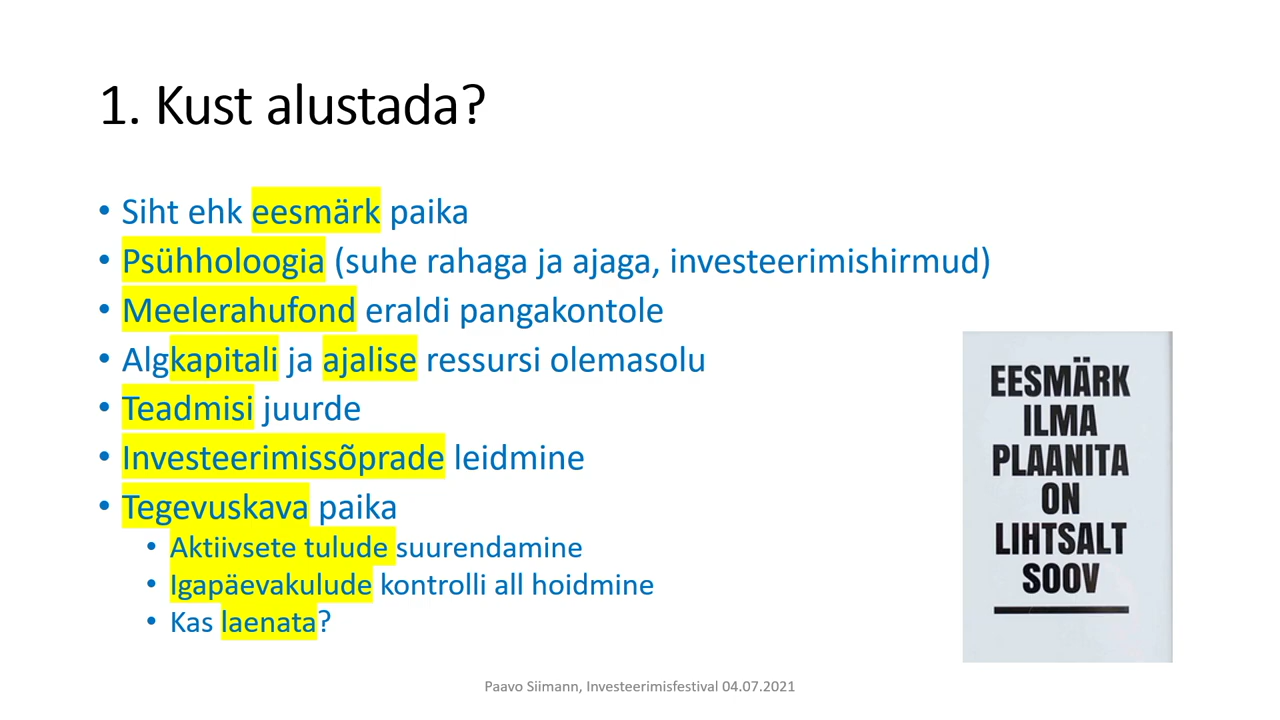 1. Kust alustada?
• Siht ehk eesmärk paika
• Psühholoogia (suhe rahaga ja ajaga, investeerimishirmud)
• Meelerahufond eraldi pangakontole
• Algkapitali ja ajalise ressursi olemasolu
• Teadmisi juurde
• Investeerimissõprade leidmine
• Tegevuskava paika
• Aktiivsete tulude suurendamine
• Igapäevakulude kontrolli all hoidmine
• Kas laenata?
EESMÄRK
ILMA
PLAANITA
ON
LIHTSALT
SOOV
Paavo Siimann, Investeerimisfestival 04.07.2021